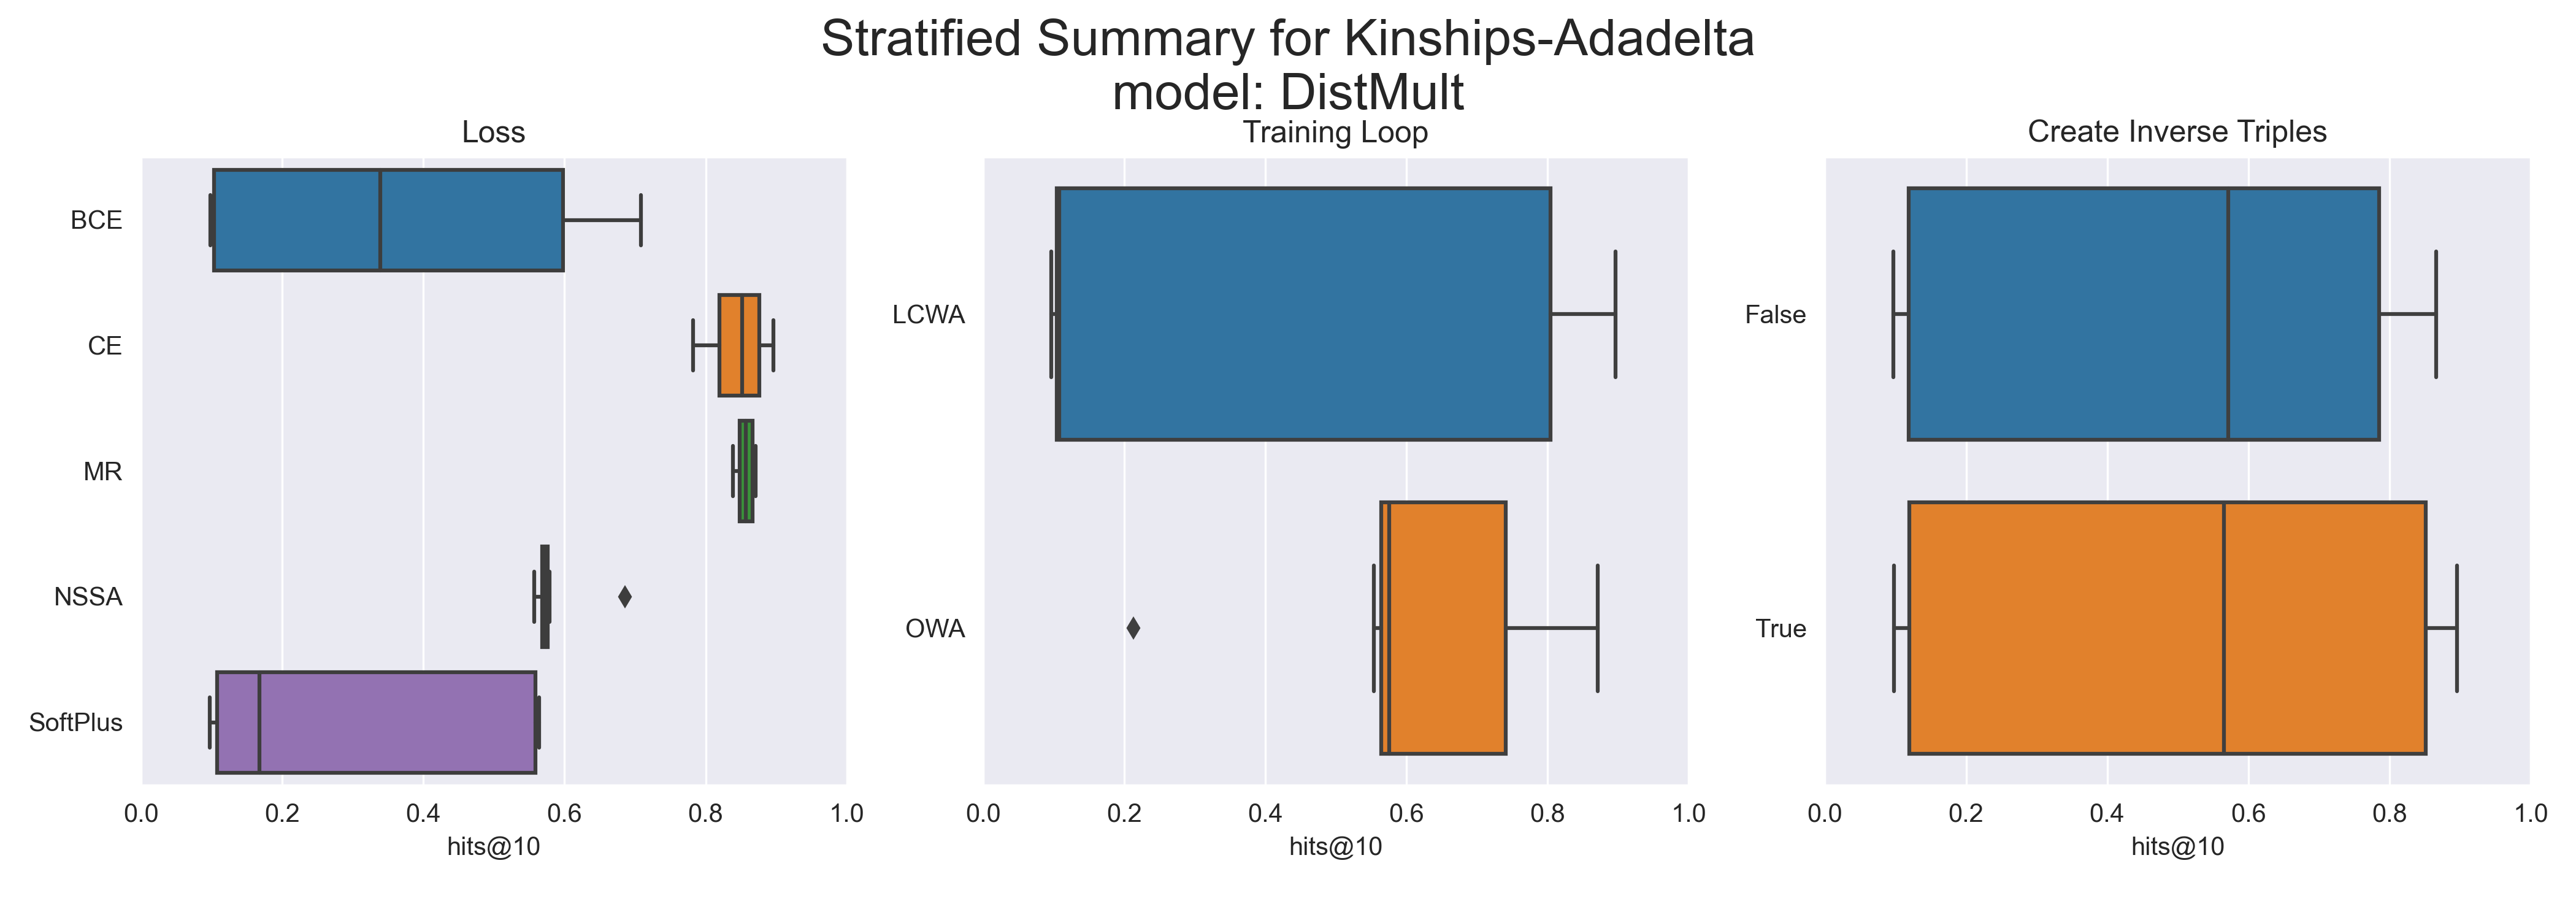 Stratified Summary for Kinships-Adadelta
model: DistMult
Loss
BCE
CE
MR
NSSA
SoftPlus
0.0 0.2 0.4 0.6 0.8 1.0
hits@10
Training Loop
LCWA
OWA
0.0 0.2 0.4 0.6 0.8 1.0
hits@10
Create Inverse Triples
False
True
0.0 0.2 0.4 0.6 0.8 1.0
hits@10